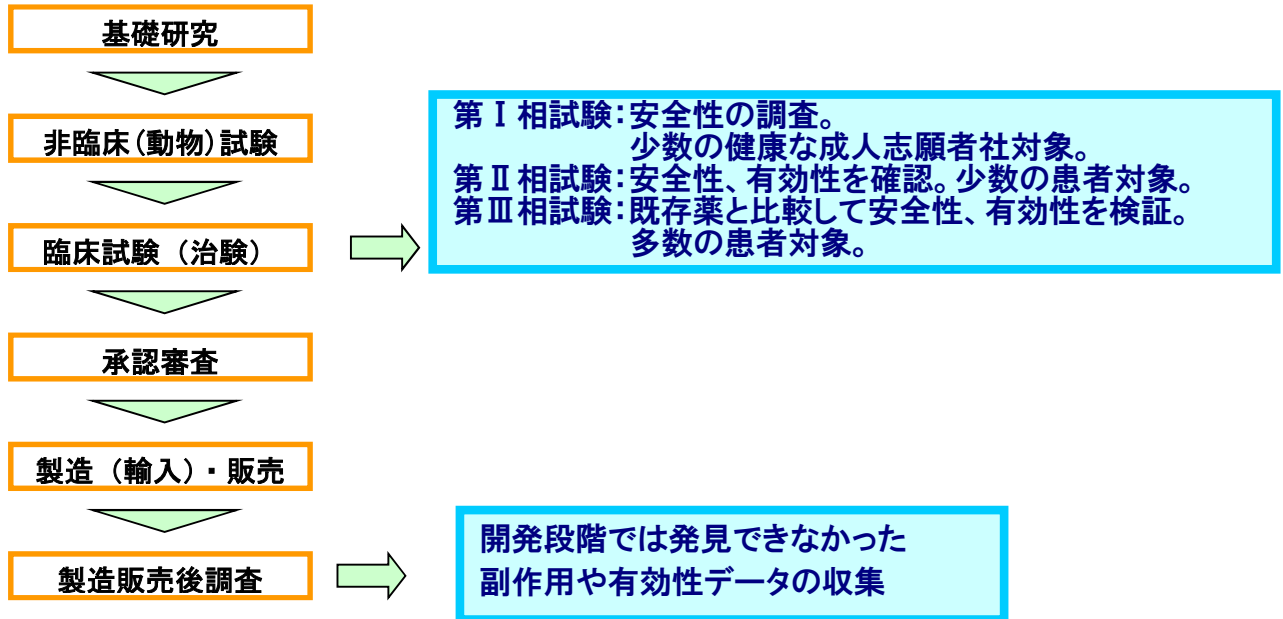 基礎研究
非臨床(動物)試験
第Ⅰ相試験:安全性の調査。
少数の健康な成人志願者社対象。
第Ⅱ相試験:安全性、有効性を確認。少数の患者対象。
第Ⅲ相試験:既存薬と比較して安全性、有効性を検証。
多数の患者対象。
臨床試験(治験)
承認審査
製造(輸入)・販売
製造販売後調査
開発段階では発見できなかった
副作用や有効性データの収集